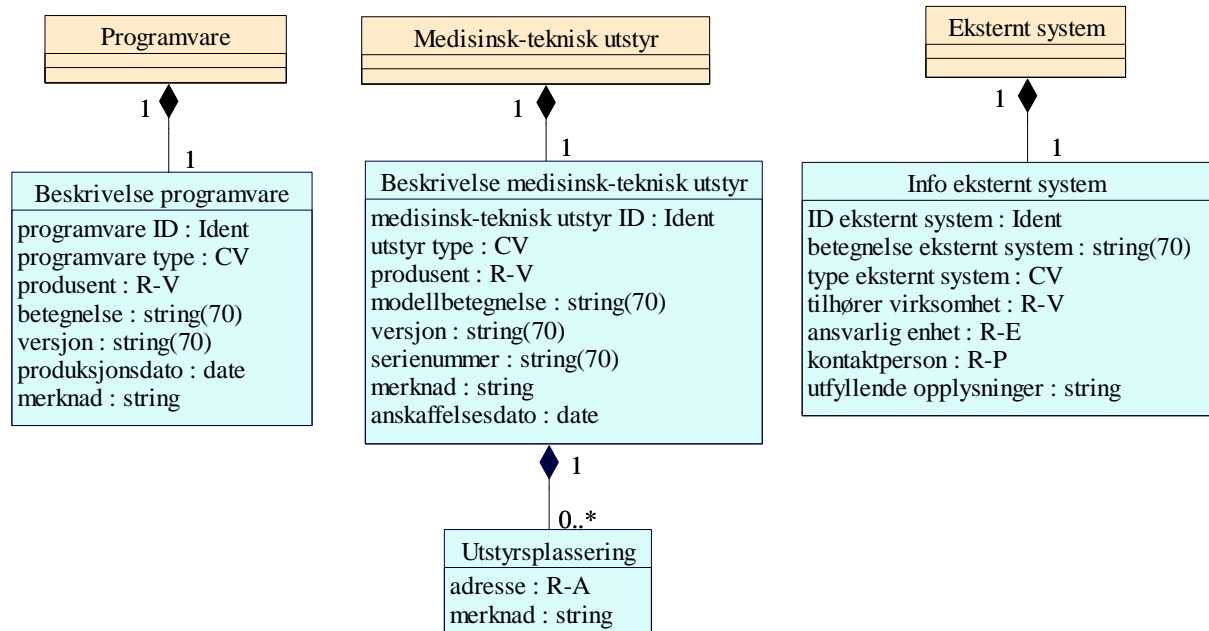 Programvare
1
1
Beskrivelse programvare
programvare ID : Ident
programvare type : CV
produsent : R-V
betegnelse : string(70)
versjon : string(70)
produksjonsdato : date
merknad : string
Medisinsk-teknisk utstyr
1
1
Beskrivelse medisinsk-teknisk utstyr
medisinsk-teknisk utstyr ID : Ident
utstyr type : CV
produsent : R-V
modellbetegnelse : string(70)
versjon : string(70)
serienummer : string(70)
merknad : string
anskaffelsesdato : date
1
0..*
Utstyrsplassering
adresse : R-A
merknad : string
Eksternt system
1
1
Info eksternt system
ID eksternt system : Ident
betegnelse eksternt system : string(70)
type eksternt system : CV
tilhører virksomhet : R-V
ansvarlig enhet : R-E
kontaktperson : R-P
utfyllende opplysninger : string